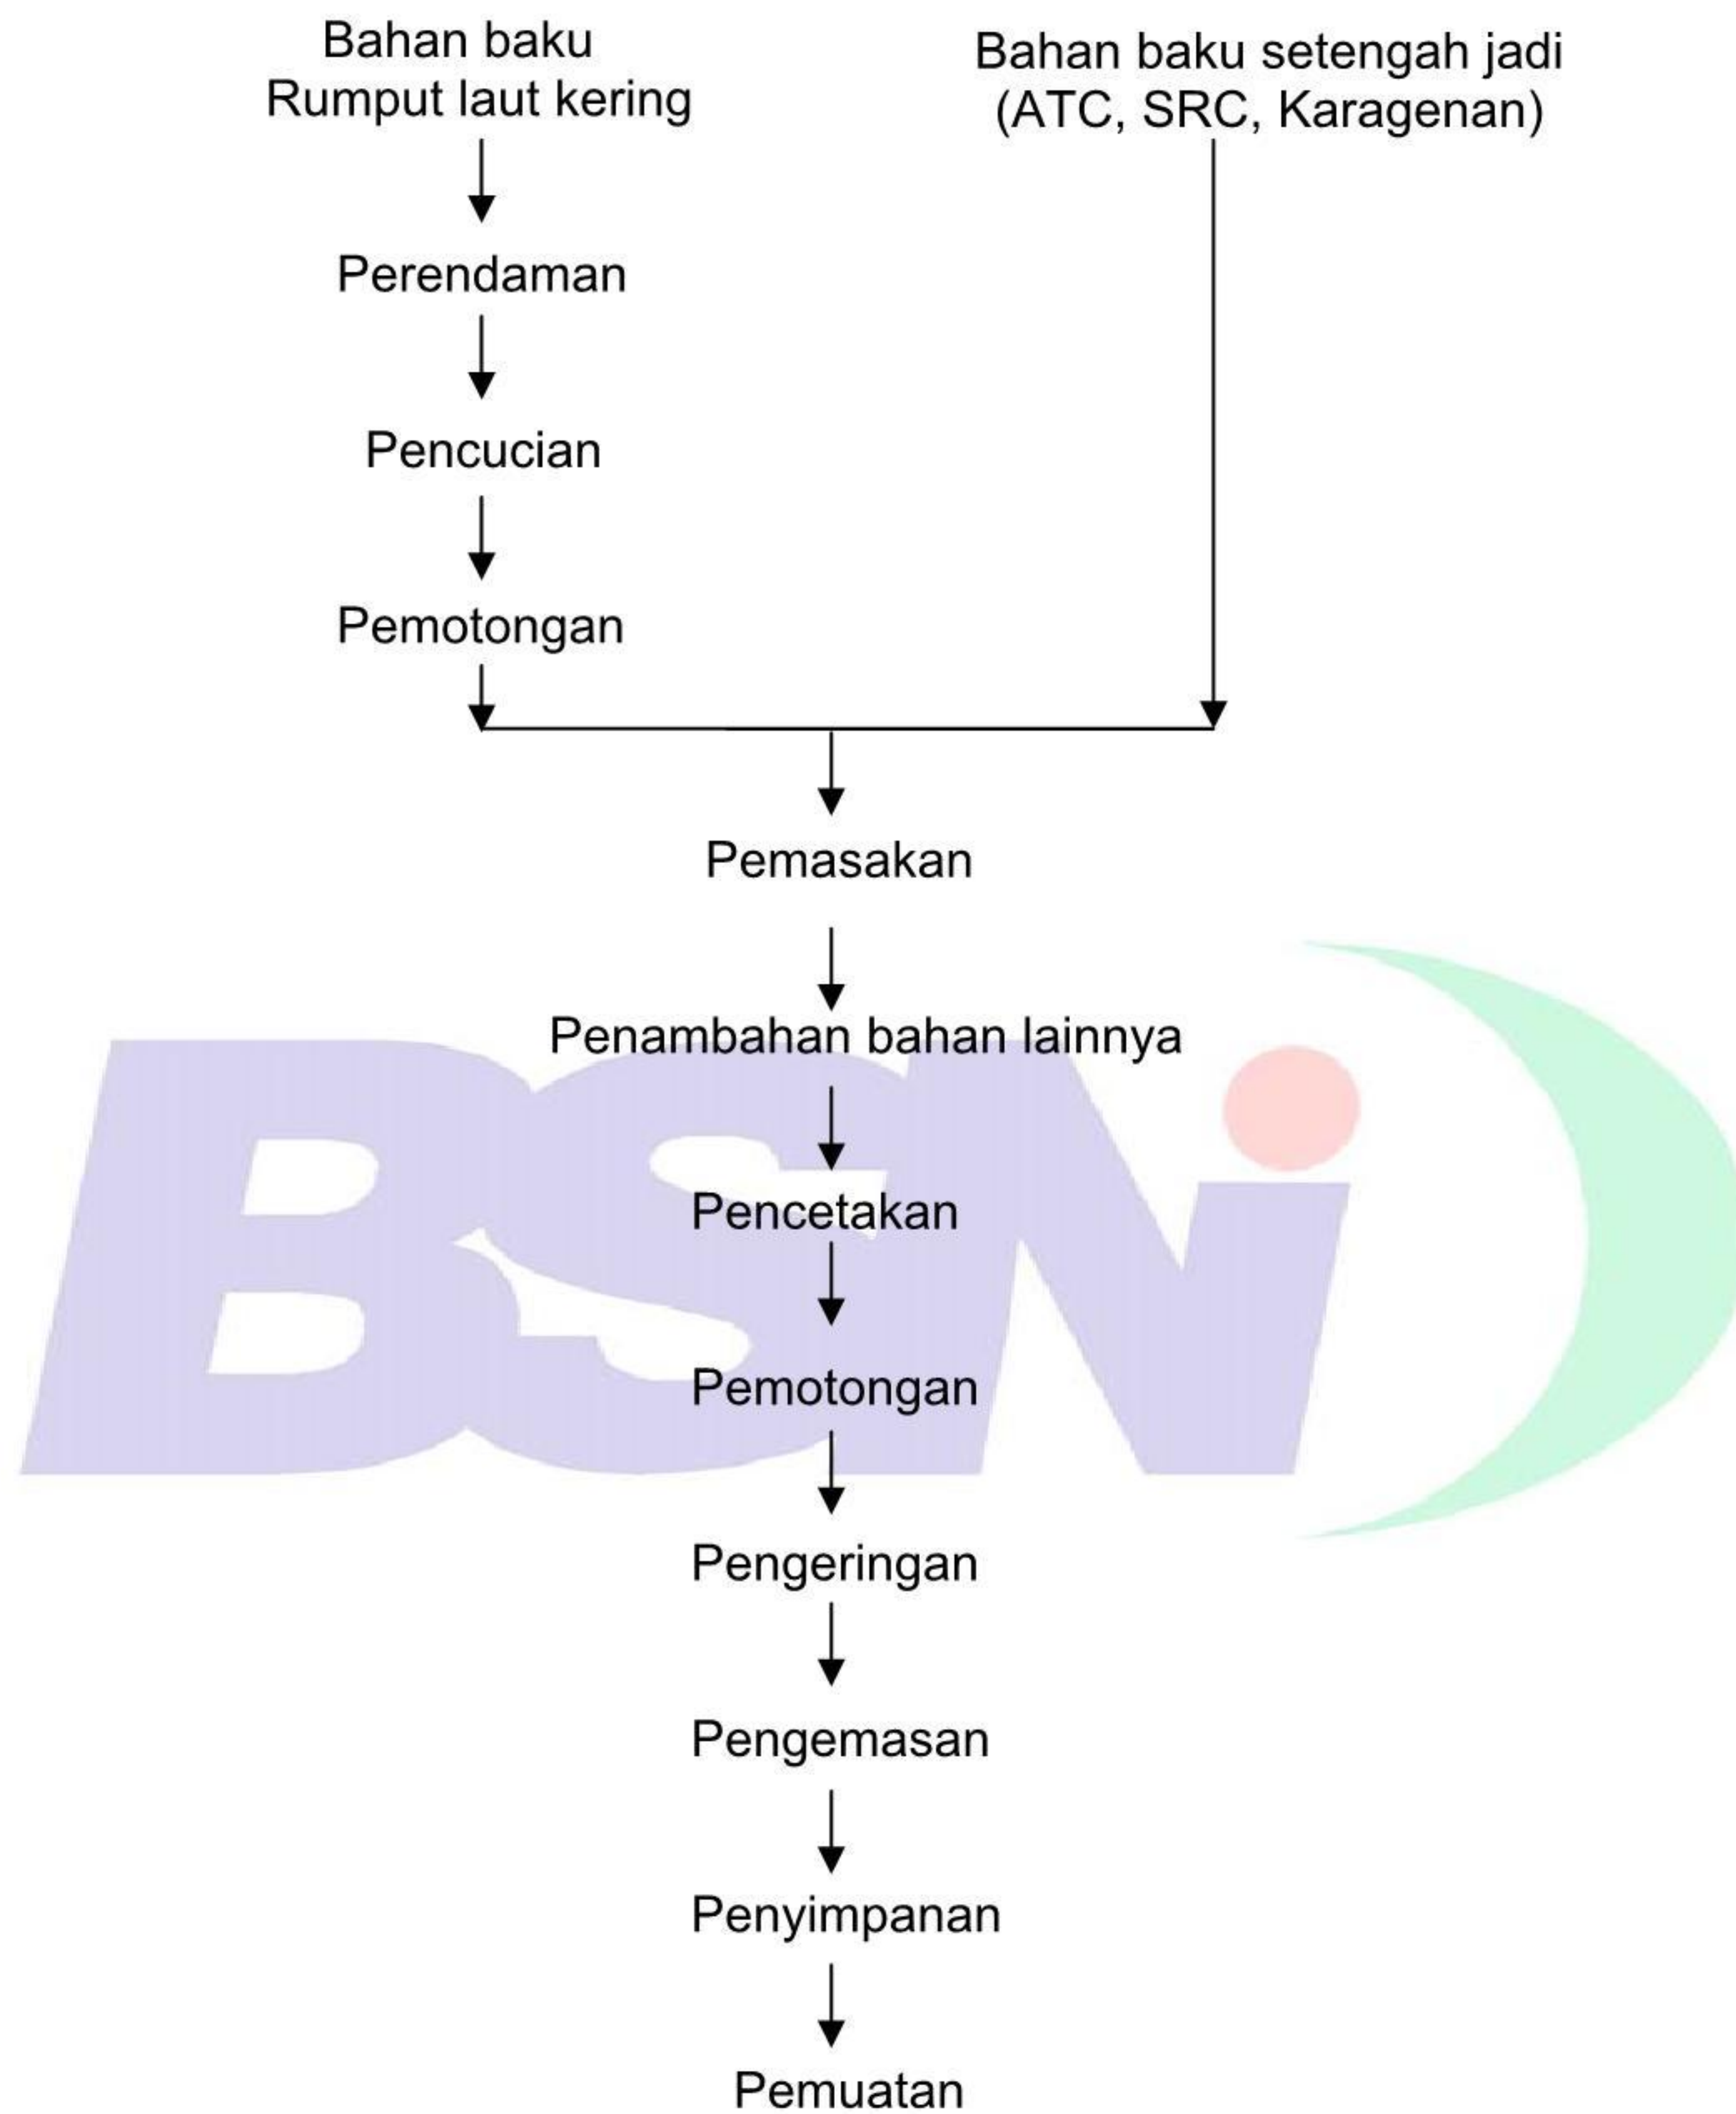 Bahan baku
Rumput laut kering
Bahan baku setengah jadi
(ATC, SRC, Karagenan)
Perendaman
Pencucian
Pemotongan
Pemasakan
Penambahan bahan lainnya
Pencetakan
Pemotongan
Pengeringan
Pengemasan
Penyimpanan
Pemuatan
BSNi